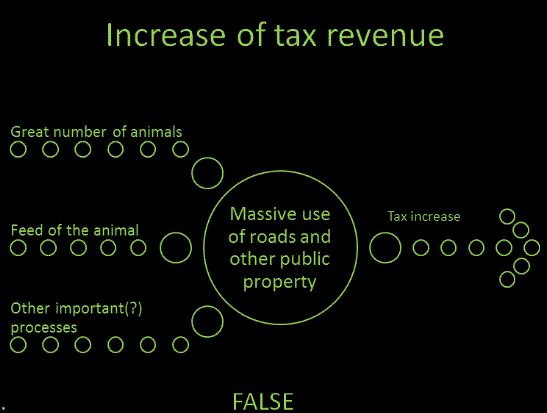 Increase of tax revenue
Great number of animals
Feed of the animal
Other important(?)
processes
Massive use
of roads and
other public
property
Tax increase
FALSE
.